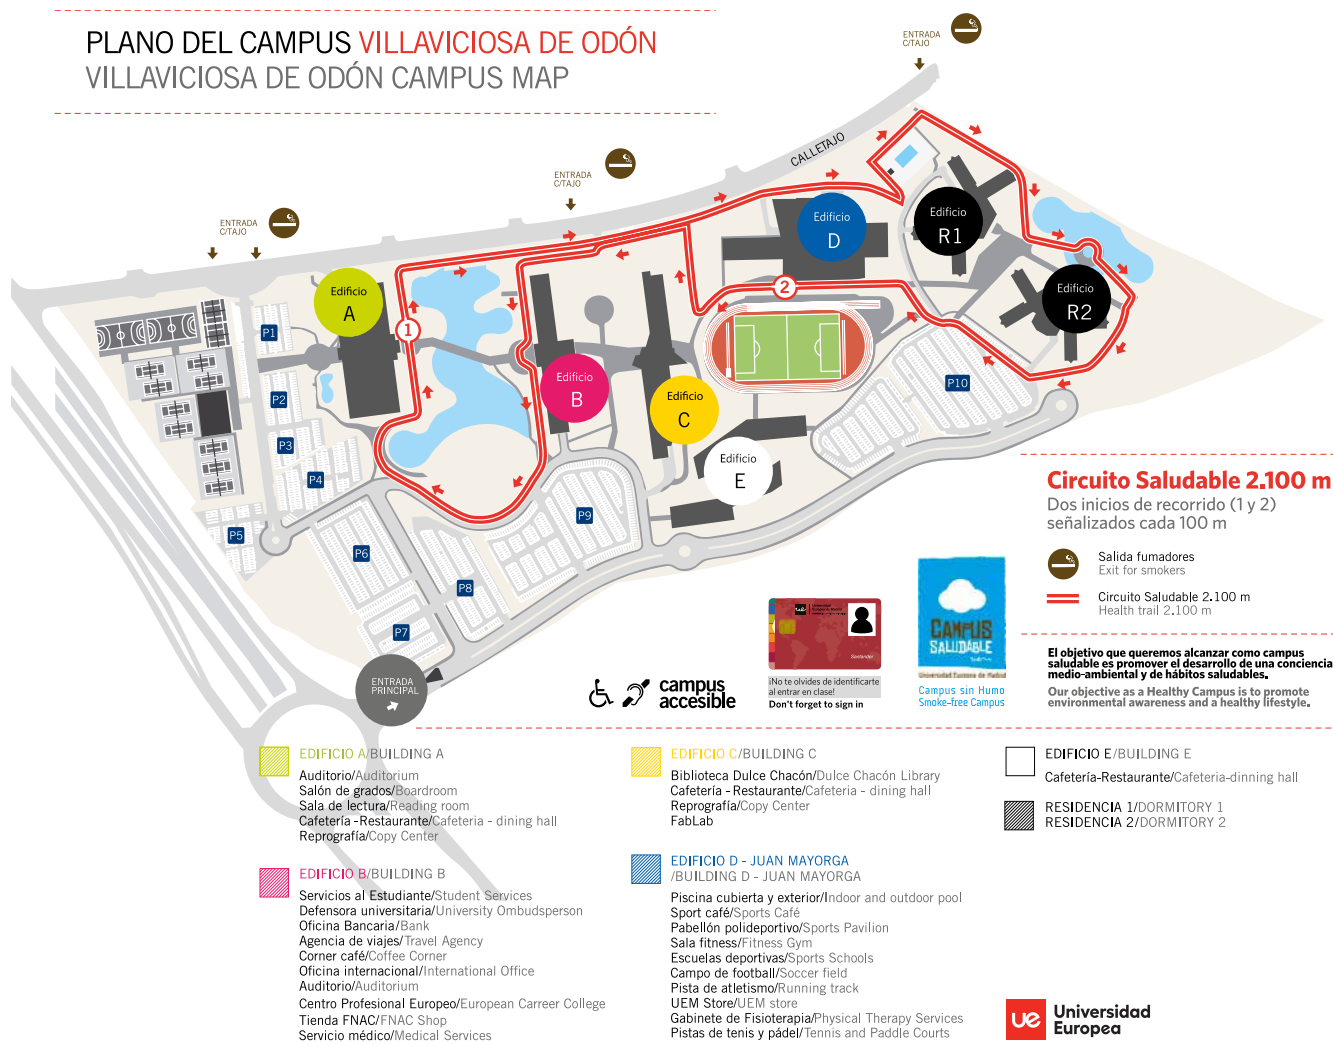 PLANO DEL CAMPUS VILLAVICIOSA DE ODÓN
VILLAVICIOSA DE ODÓN CAMPUS MAP
ENTRADA
C/TAJO
ENTRADA
C/TAJO
ENTRADA
C/TAJO
CALLETAJO
Edificio
A
Edificio
B
Edificio
C
Edificio
D
Edificio
E
Edificio
R1
Edificio
R2
1
2
P1
P2
P3
P4
P5
P6
P7
P8
P9
P10
ENTRADA
PRINCIPAL
Circuito Saludable 2.100 m
Dos inicios de recorrido (1 y 2)
señalizados cada 100 m
Salida fumadores
Exit for smokers
Circuito Saludable 2.100 m
Health trail 2.100 m
El objetivo que queremos alcanzar como campus
saludable es promover el desarrollo de una conciencia
medio-ambiental y de hábitos saludables.
Our objective as a Healthy Campus is to promote
environmental awareness and a healthy lifestyle.
campus
accesible
ue
Santander
¡No te olvides de identificarte
al entrar en clase!
Don't forget to sign in
CAMPUS
SALUDABLE
Universidad Europea de Madrid
Campus sin Humo
Smoke-free Campus
EDIFICIO A/BUILDING A
Auditorio/Auditorium
Salón de grados/Boardroom
Sala de lectura/Reading room
Cafetería -Restaurante/Cafeteria - dining hall
Reprografía/Copy Center
EDIFICIO B/BUILDING B
Servicios al Estudiante/Student Services
Defensora universitaria/University Ombudsperson
Oficina Bancaria/Bank
Agencia de viajes/Travel Agency
Corner café/Coffee Corner
Oficina internacional/International Office
Auditorio/Auditorium
Centro Profesional Europeo/European Carreer College
Tienda FNAC/FNAC Shop
Servicio médico/Medical Services
EDIFICIO C/BUILDING C
Biblioteca Dulce Chacón/Dulce Chacón Library
Cafetería - Restaurante/Cafeteria - dining hall
Reprografía/Copy Center
FabLab
EDIFICIO D - JUAN MAYORGA
/BUILDING D - JUAN MAYORGA
Piscina cubierta y exterior/Indoor and outdoor pool
Sport café/Sports Café
Pabellón polideportivo/Sports Pavilion
Sala fitness/Fitness Gym
Escuelas deportivas/Sports Schools
Campo de football/Soccer field
Pista de atletismo/Running track
UEM Store/UEM store
Gabinete de Fisioterapia/Physical Therapy Services
Pistas de tenis y pádel/Tennis and Paddle Courts
EDIFICIO E/BUILDING E
Cafetería-Restaurante/Cafeteria-dinning hall
RESIDENCIA 1/DORMITORY 1
RESIDENCIA 2/DORMITORY 2
ue Universidad
Europea